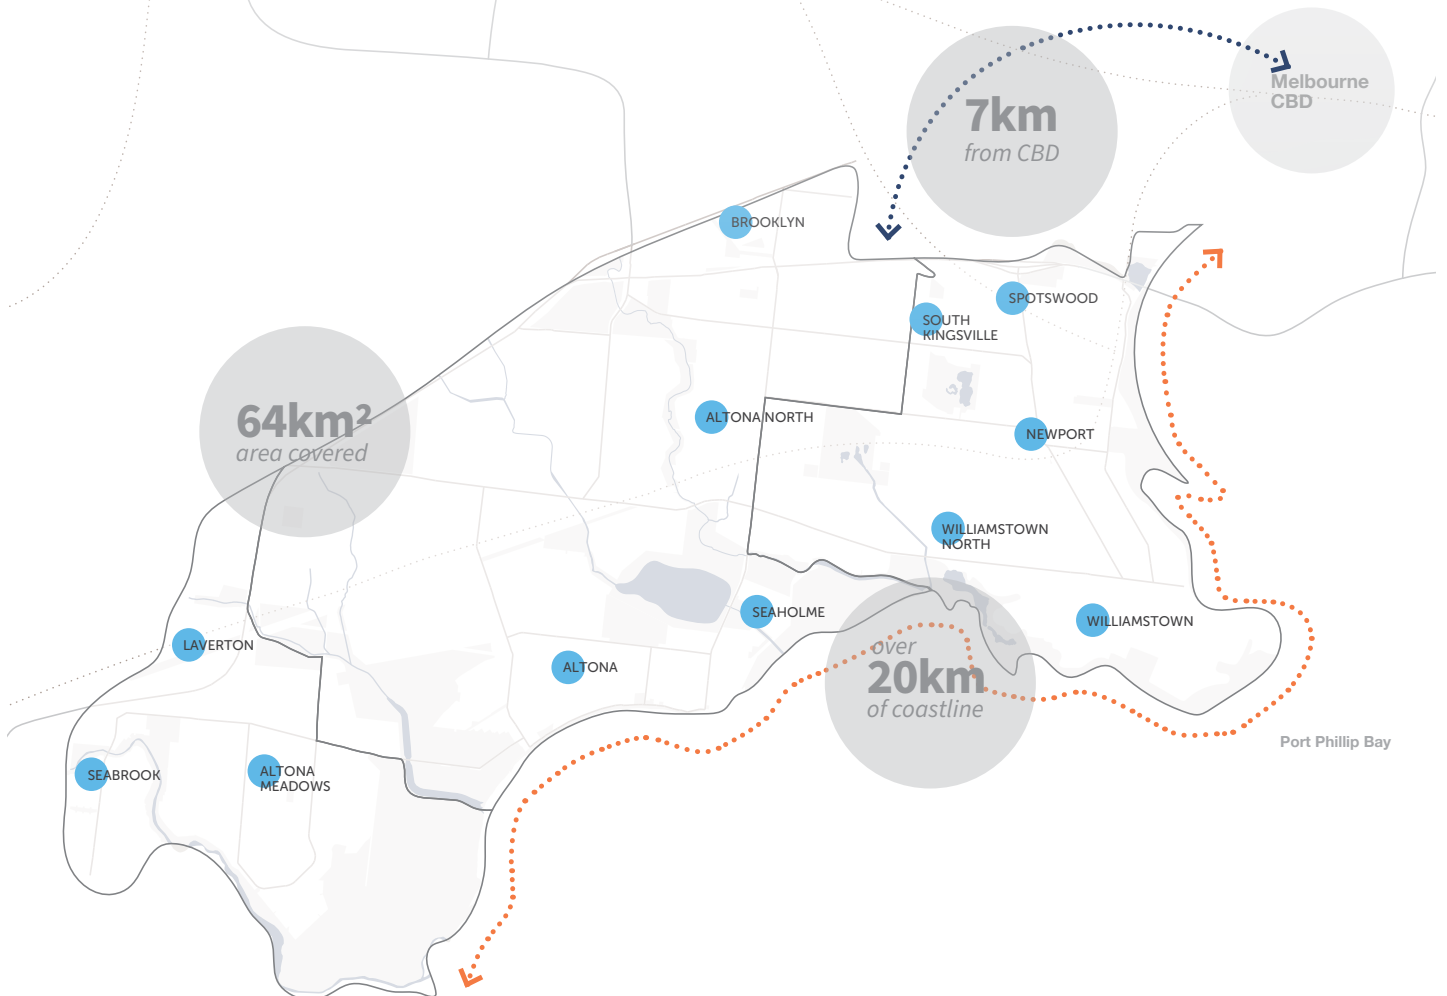 Melbourne
CBD
7km
from CBD
BROOKLYN
SPOTSWOOD
SOUTH
KINGSVILLE
64km²
area covered
ALTONA NORTH
NEWPORT
WILLIAMSTOWN
NORTH
SEAHOLME
WILLIAMSTOWN
LAVERTON
over
20km
of coastline
ALTONA
Port Phillip Bay
SEABROOK
ALTONA
MEADOWS